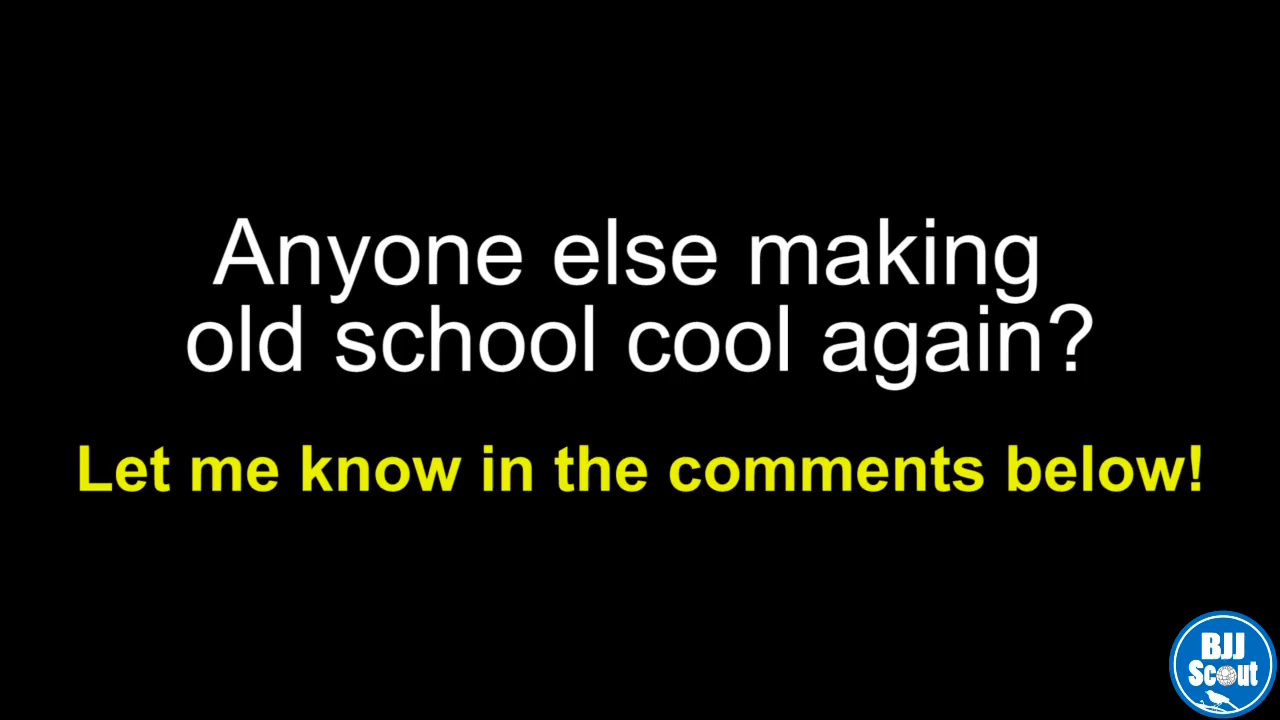 Anyone else making
old school cool again?
Let me know in the comments below!
BJJ
Scout